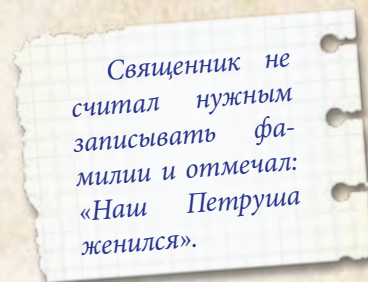 Священник не
считал нужным
записывать фа-
милии и отмечал:
«Наш Петруша
женился».